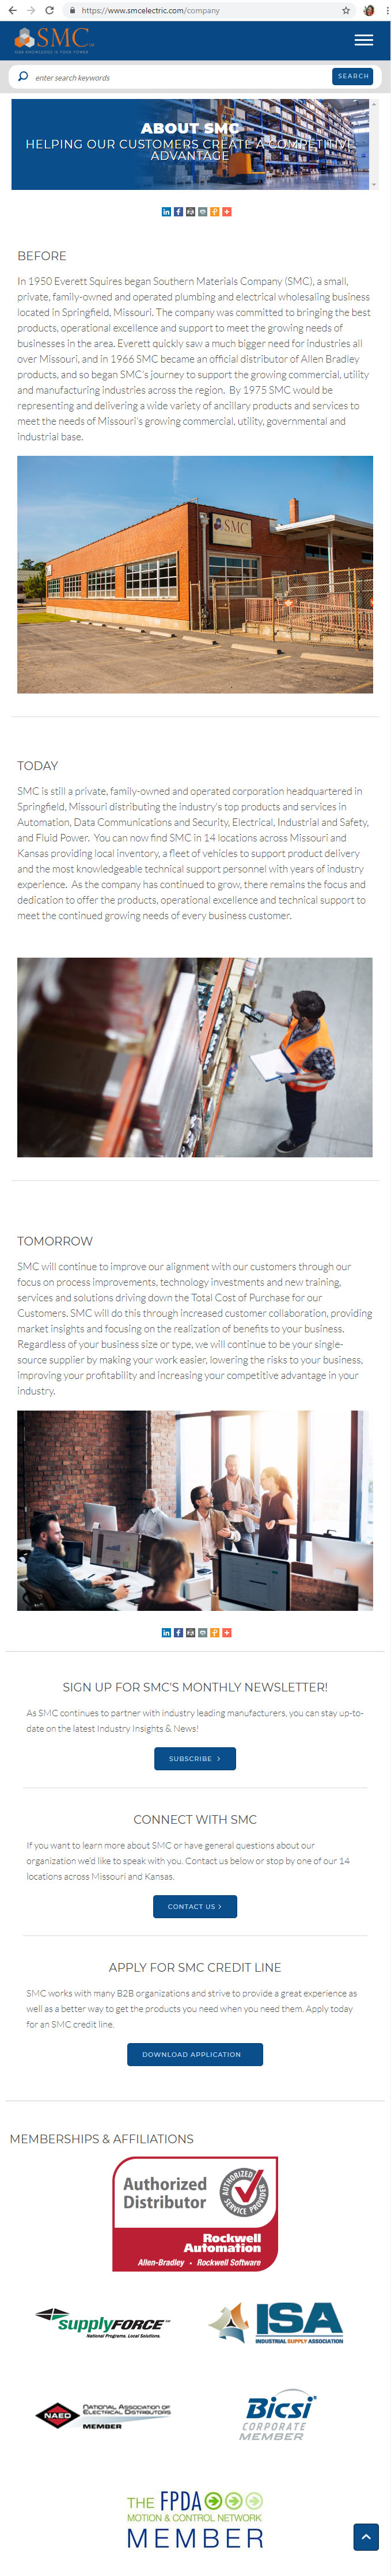 https://www.smcelectric.com/company
SMC
OUR KNOWLEDGE IS YOUR POWER
enter search keywords
SEARCH
ABOUT SMC
HELPING OUR CUSTOMERS CREATE A COMPETITIVE
ADVANTAGE
BEFORE
In 1950 Everett Squires began Southern Materials Company (SMC), a small,
private, family-owned and operated plumbing and electrical wholesaling business
located in Springfield, Missouri. The company was committed to bringing the best
products, operational excellence and support to meet the growing needs of
businesses in the area. Everett quickly saw a much bigger need for industries all
over Missouri, and in 1966 SMC became an official distributor of Allen Bradley
products, and so began SMC's journey to support the growing commercial, utility
and manufacturing industries across the region. By 1975 SMC would be
representing and delivering a wide variety of ancillary products and services to
meet the needs of Missouri's growing commercial, utility, governmental and
industrial base.
SMC
TODAY
SMC is still a private, family-owned and operated corporation headquartered in
Springfield, Missouri distributing the industry's top products and services in
Automation, Data Communications and Security, Electrical, Industrial and Safety,
and Fluid Power. You can now find SMC in 14 locations across Missouri and
Kansas providing local inventory, a fleet of vehicles to support product delivery
and the most knowledgeable technical support personnel with years of industry
experience. As the company has continued to grow, there remains the focus and
dedication to offer the products, operational excellence and technical support to
meet the continued growing needs of every business customer.
TOMORROW
SMC will continue to improve our alignment with our customers through our
focus on process improvements, technology investments and new training,
services and solutions driving down the Total Cost of Purchase for our
Customers. SMC will do this through increased customer collaboration, providing
market insights and focusing on the realization of benefits to your business.
Regardless of your business size or type, we will continue to be your single-
source supplier by making your work easier, lowering the risks to your business,
improving your profitability and increasing your competitive advantage in your
industry.
SIGN UP FOR SMC'S MONTHLY NEWSLETTER!
As SMC continues to partner with industry leading manufacturers, you can stay up-to-
date on the latest Industry Insights & News!
SUBSCRIBE >
CONNECT WITH SMC
If you want to learn more about SMC or have general questions about our
organization we'd like to speak with you. Contact us below or stop by one of our 14
locations across Missouri and Kansas.
CONTACT US >
APPLY FOR SMC CREDIT LINE
SMC works with many B2B organizations and strive to provide a great experience as
well as a better way to get the products you need when you need them. Apply today
for an SMC credit line.
DOWNLOAD APPLICATION
MEMBERSHIPS & AFFILIATIONS
Authorized
Distributor
AUTHORIZED
SERVICE PROVIDER
Rockwell
Automation
Allen-Bradley • Rockwell Software
supplyFORCE™
National Programs. Local Solutions.
ISA
INDUSTRIAL SUPPLY ASSOCIATION
NAED
NATIONAL ASSOCIATION OF
ELECTRICAL DISTRIBUTORS
MEMBER
Bicsi®
CORPORATE
MEMBER
THE FPDA
MOTION & CONTROL NETWORK
MEMBER